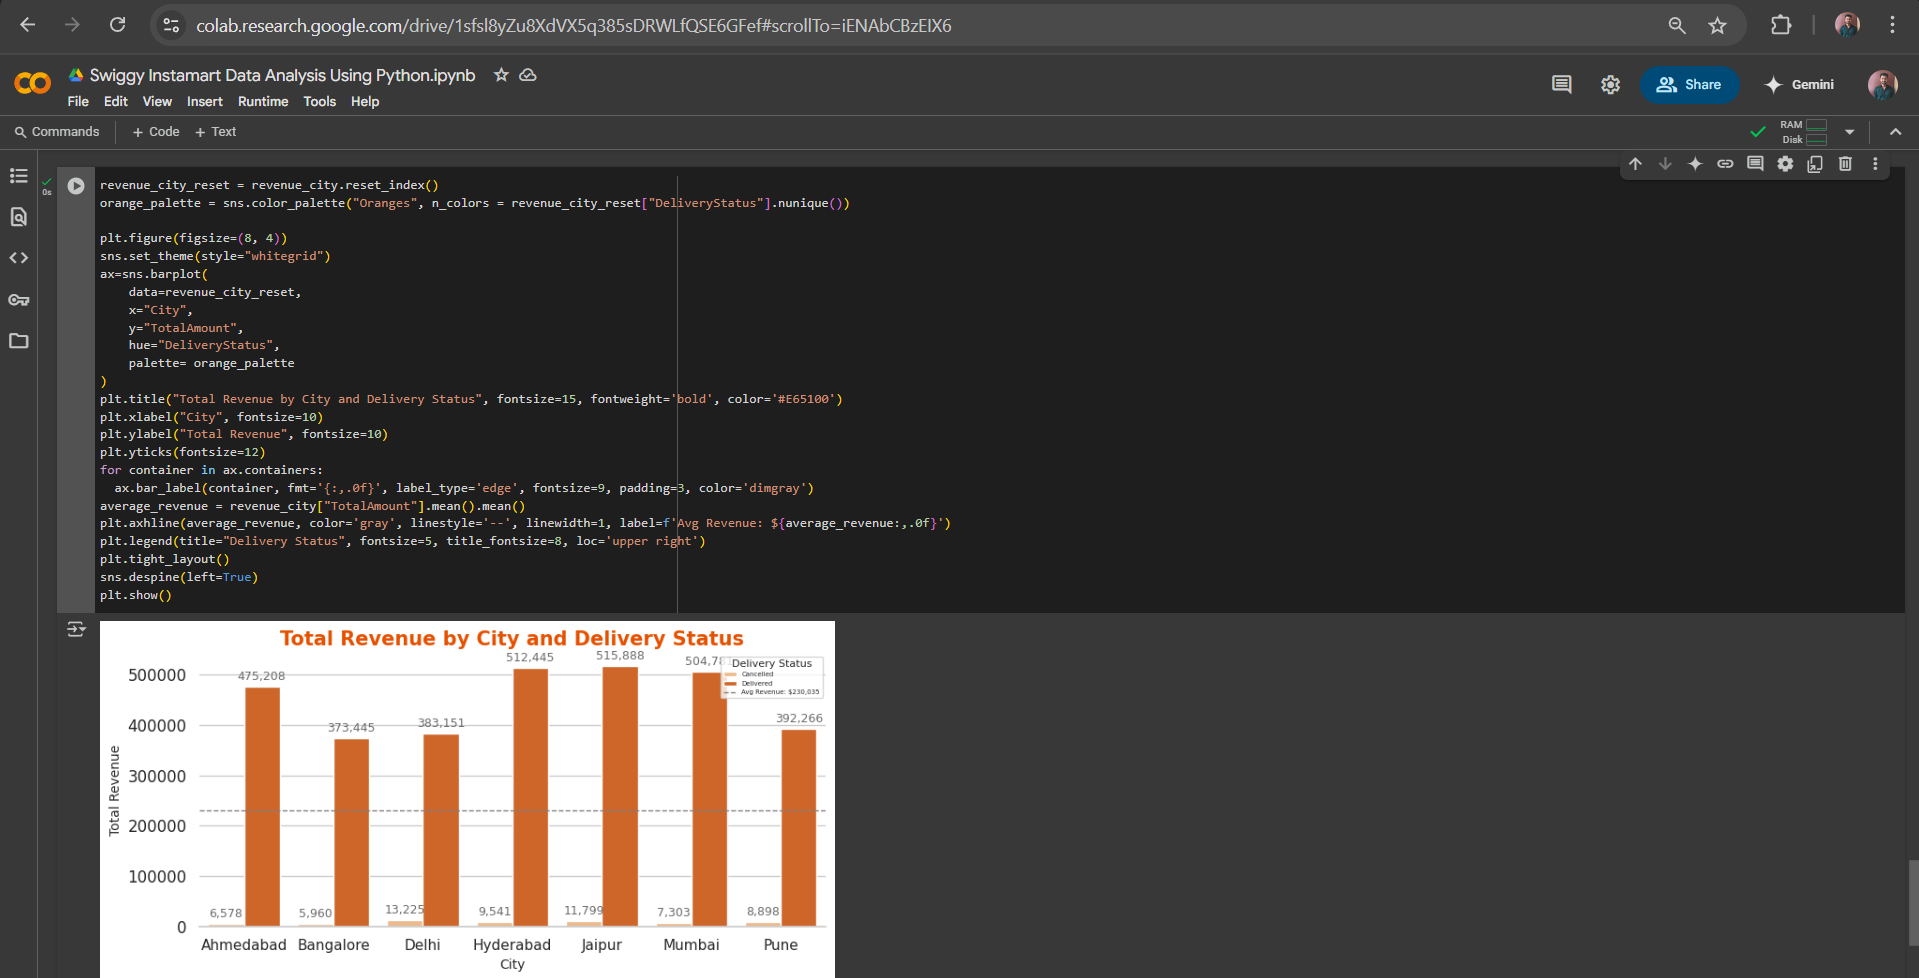 colab.research.google.com/drive/1sfsl8yZu8XdVX5q385sDRWLfQSE6GFef#scrollTo=iENAbCBzEIX6
Swiggy Instamart Data Analysis Using Python.ipynb
File Edit View Insert Runtime Tools Help
Share
Gemini
Commands + Code + Text
RAM
Disk
0s
revenue_city_reset = revenue_city.reset_index()
orange_palette = sns.color_palette("Oranges", n_colors = revenue_city_reset["DeliveryStatus"].nunique())
plt.figure(figsize=(8, 4))
sns.set_theme(style="whitegrid")
ax=sns.barplot(
    data=revenue_city_reset,
    x="City",
    y="TotalAmount",
    hue="DeliveryStatus",
    palette= orange_palette
)
plt.title("Total Revenue by City and Delivery Status", fontsize=15, fontweight='bold', color='#E65100')
plt.xlabel("City", fontsize=10)
plt.ylabel("Total Revenue", fontsize=10)
plt.yticks(fontsize=12)
for container in ax.containers:
  ax.bar_label(container, fmt='{:,.0f}', label_type='edge', fontsize=9, padding=3, color='dimgray')
average_revenue = revenue_city["TotalAmount"].mean().mean()
plt.axhline(average_revenue, color='gray', linestyle='--', linewidth=1, label=f'Avg Revenue: ${average_revenue:,.0f}')
plt.legend(title="Delivery Status", fontsize=5, title_fontsize=8, loc='upper right')
plt.tight_layout()
sns.despine(left=True)
plt.show()
Total Revenue by City and Delivery Status
512,445 515,888 504,781
Delivery Status
Cancelled
Delivered
Avg Revenue: $230,035
500000
475,208
400000
373,445 383,151 392,266
300000
200000
100000
0
Total Revenue
6,578 5,960 13,225 9,541 11,799 7,303 8,898
Ahmedabad Bangalore Delhi Hyderabad Jaipur Mumbai Pune
City